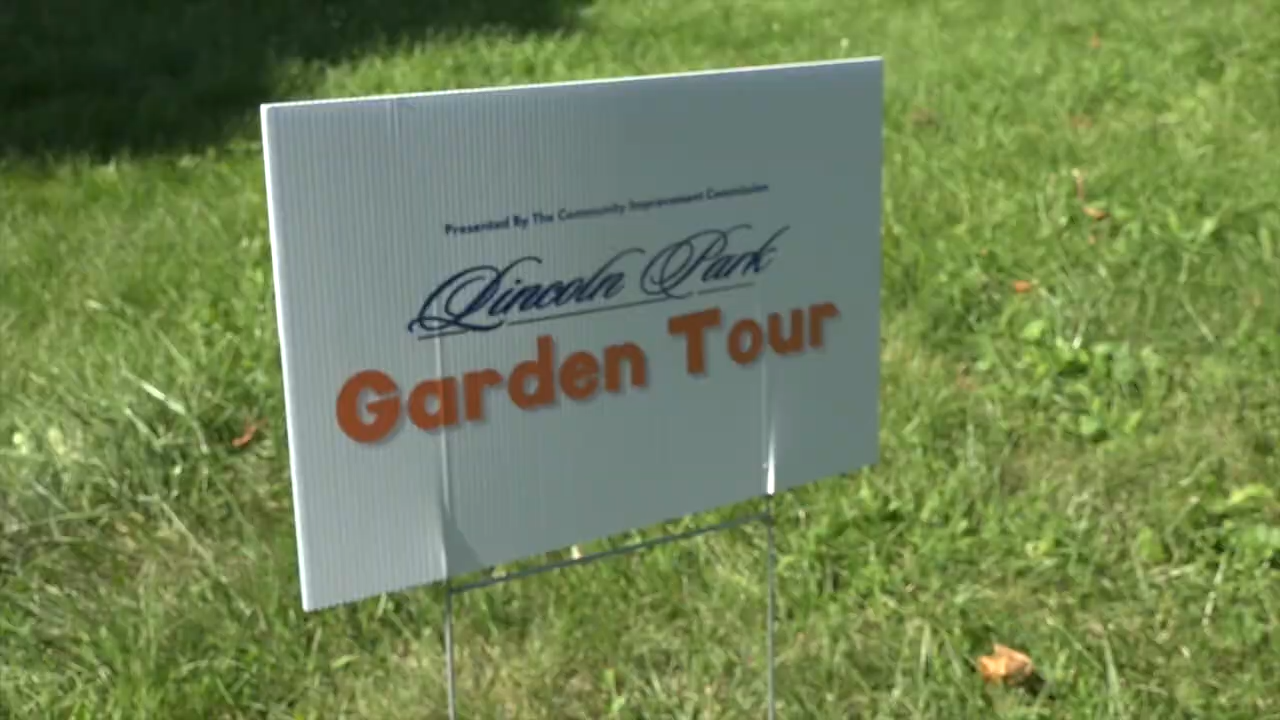 Presented By The Community Improvement Commission
Lincoln Park
Garden Tour